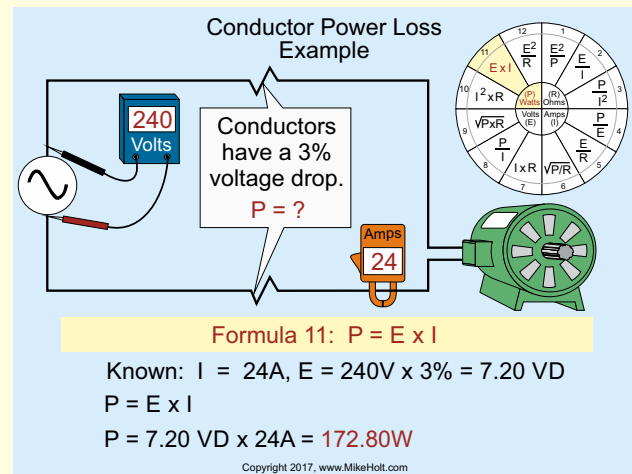 Conductor Power Loss
Example
240
Volts
Conductors
have a 3%
voltage drop.
P = ?
Amps
24
12
1
2
3
4
5
6
7
8
9
10
11
E²/R
E²/P
E/I
P/I²
P/E
E/R
√P/R
I x R
P/I
√PxR
I² x R
E x I
(P)
Watts
(R)
Ohms
Volts
(E)
Amps
(I)
Formula 11: P = E x I
Known: I = 24A, E = 240V x 3% = 7.20 VD
P = E x I
P = 7.20 VD x 24A = 172.80W
Copyright 2017, www.MikeHolt.com